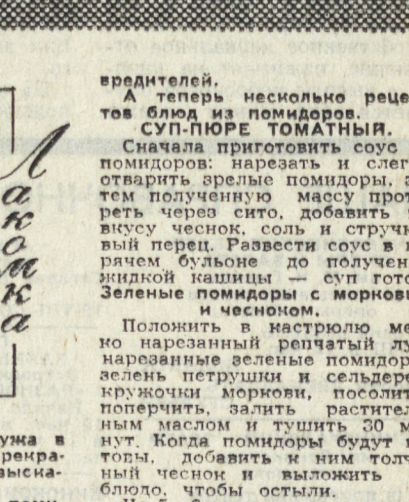 Лакомка
вредителей.
А теперь несколько реце
тов блюд из помидоров.
СУП-ПЮРЕ ТОМАТНЫЙ.
Сначала приготовить соус
помидоров: нарезать и слег
отварить зрелые помидоры, з
тем полученную массу прот
реть через сито, добавить
вкусу чеснок, соль и стручк
вый перец. Развести соус в г
рячем бульоне до получен
жидкой кашицы — суп гото
Зеленые помидоры с морков
и чесноком.
Положить в кастрюлю ме
ко нарезанный репчатый лу
нарезанные зеленые помидор
зелень петрушки и сельдере
кружочки моркови, посолит
поперчить, залить растител
ным маслом и тушить 30 м
нут. Когда помидоры будут г
товы, добавить к ним толч
ный чеснок и выложить
блюдо, чтобы остыли.
ужа в
рекра-
выска-